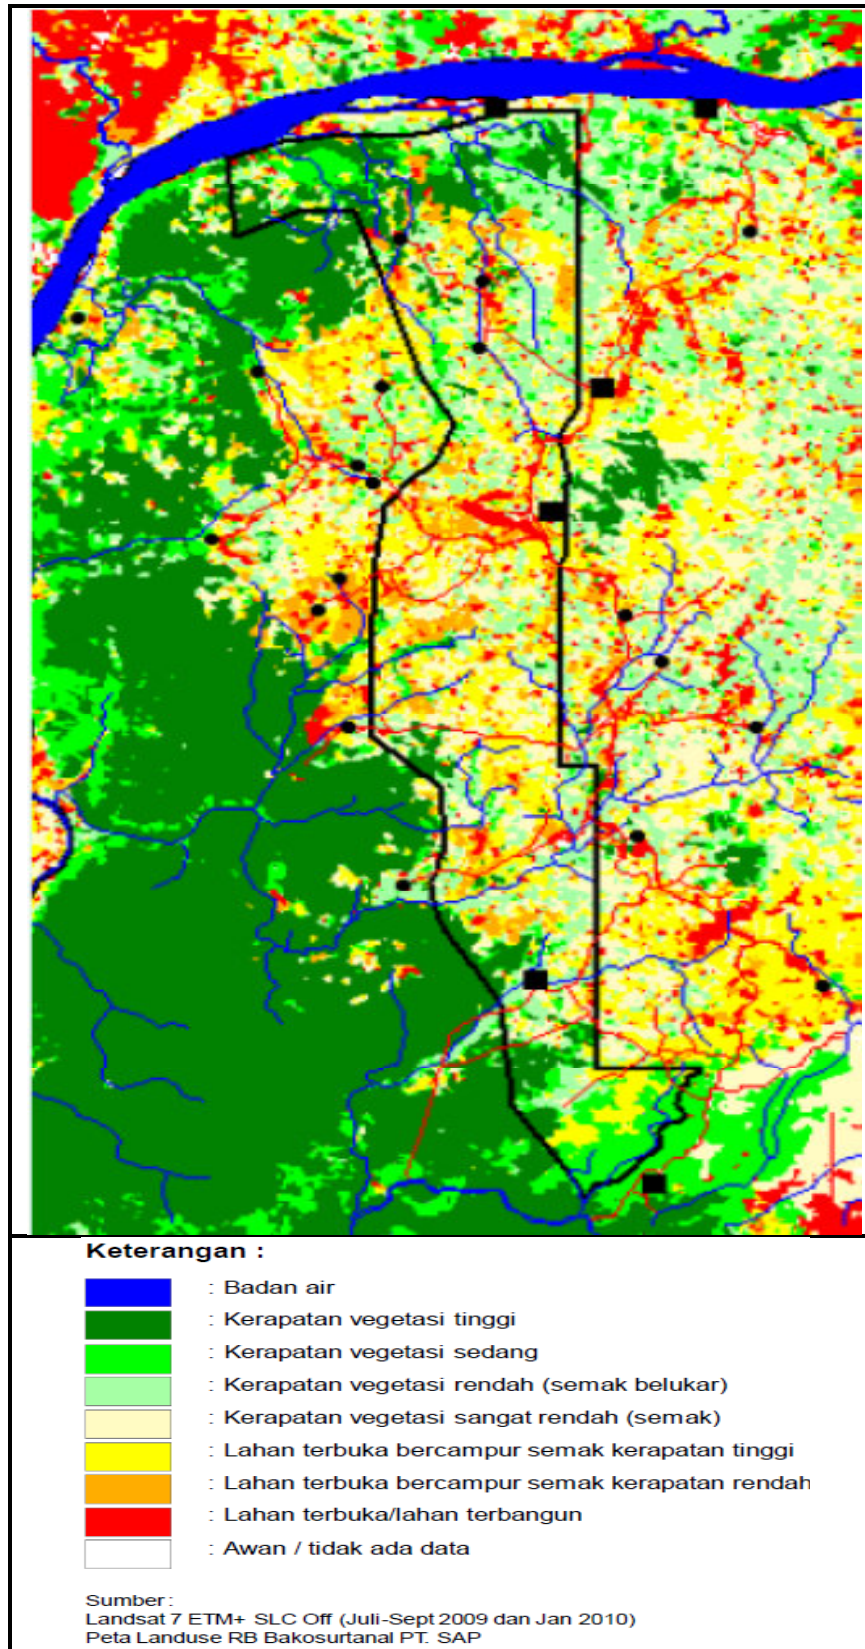 Keterangan :
: Badan air
: Kerapatan vegetasi tinggi
: Kerapatan vegetasi sedang
: Kerapatan vegetasi rendah (semak belukar)
: Kerapatan vegetasi sangat rendah (semak)
: Lahan terbuka bercampur semak kerapatan tinggi
: Lahan terbuka bercampur semak kerapatan rendah
: Lahan terbuka/lahan terbangun
: Awan / tidak ada data
Sumber :
Landsat 7 ETM+ SLC Off (Juli-Sept 2009 dan Jan 2010)
Peta Landuse RB Bakosurtanal PT. SAP